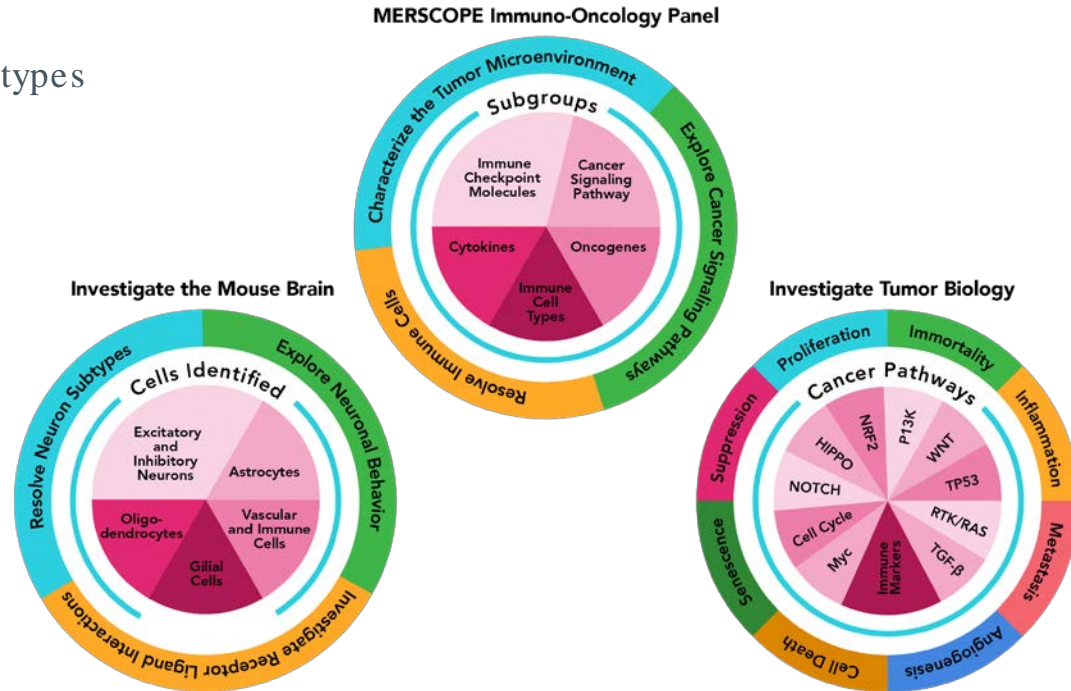 MERSCOPE Immuno-Oncology Panel
types
Characterize the Tumor Microenvironment
Explore Cancer Signaling Pathways
Resolve Immune Cells
Subgroups
Immune
Checkpoint
Molecules
Cancer
Signaling
Pathway
Cytokines
Oncogenes
Immune
Cell
Types
Investigate the Mouse Brain
Resolve Neuron Subtypes
Explore Neuronal Behavior
Investigate Receptor Ligand Interactions
Cells Identified
Excitatory
and
Inhibitory
Neurons
Astrocytes
Oligo-
dendrocytes
Vascular
and Immune
Cells
Gilial
Cells
Investigate Tumor Biology
Proliferation
Immortality
Inflammation
Metastasis
Angiogenesis
Cell Death
Senescence
Suppression
Cancer Pathways
NRF2
P13K
WNT
TP53
RTK/RAS
TGF-β
Immune
Markers
Myc
Cell Cycle
NOTCH
HIPPO